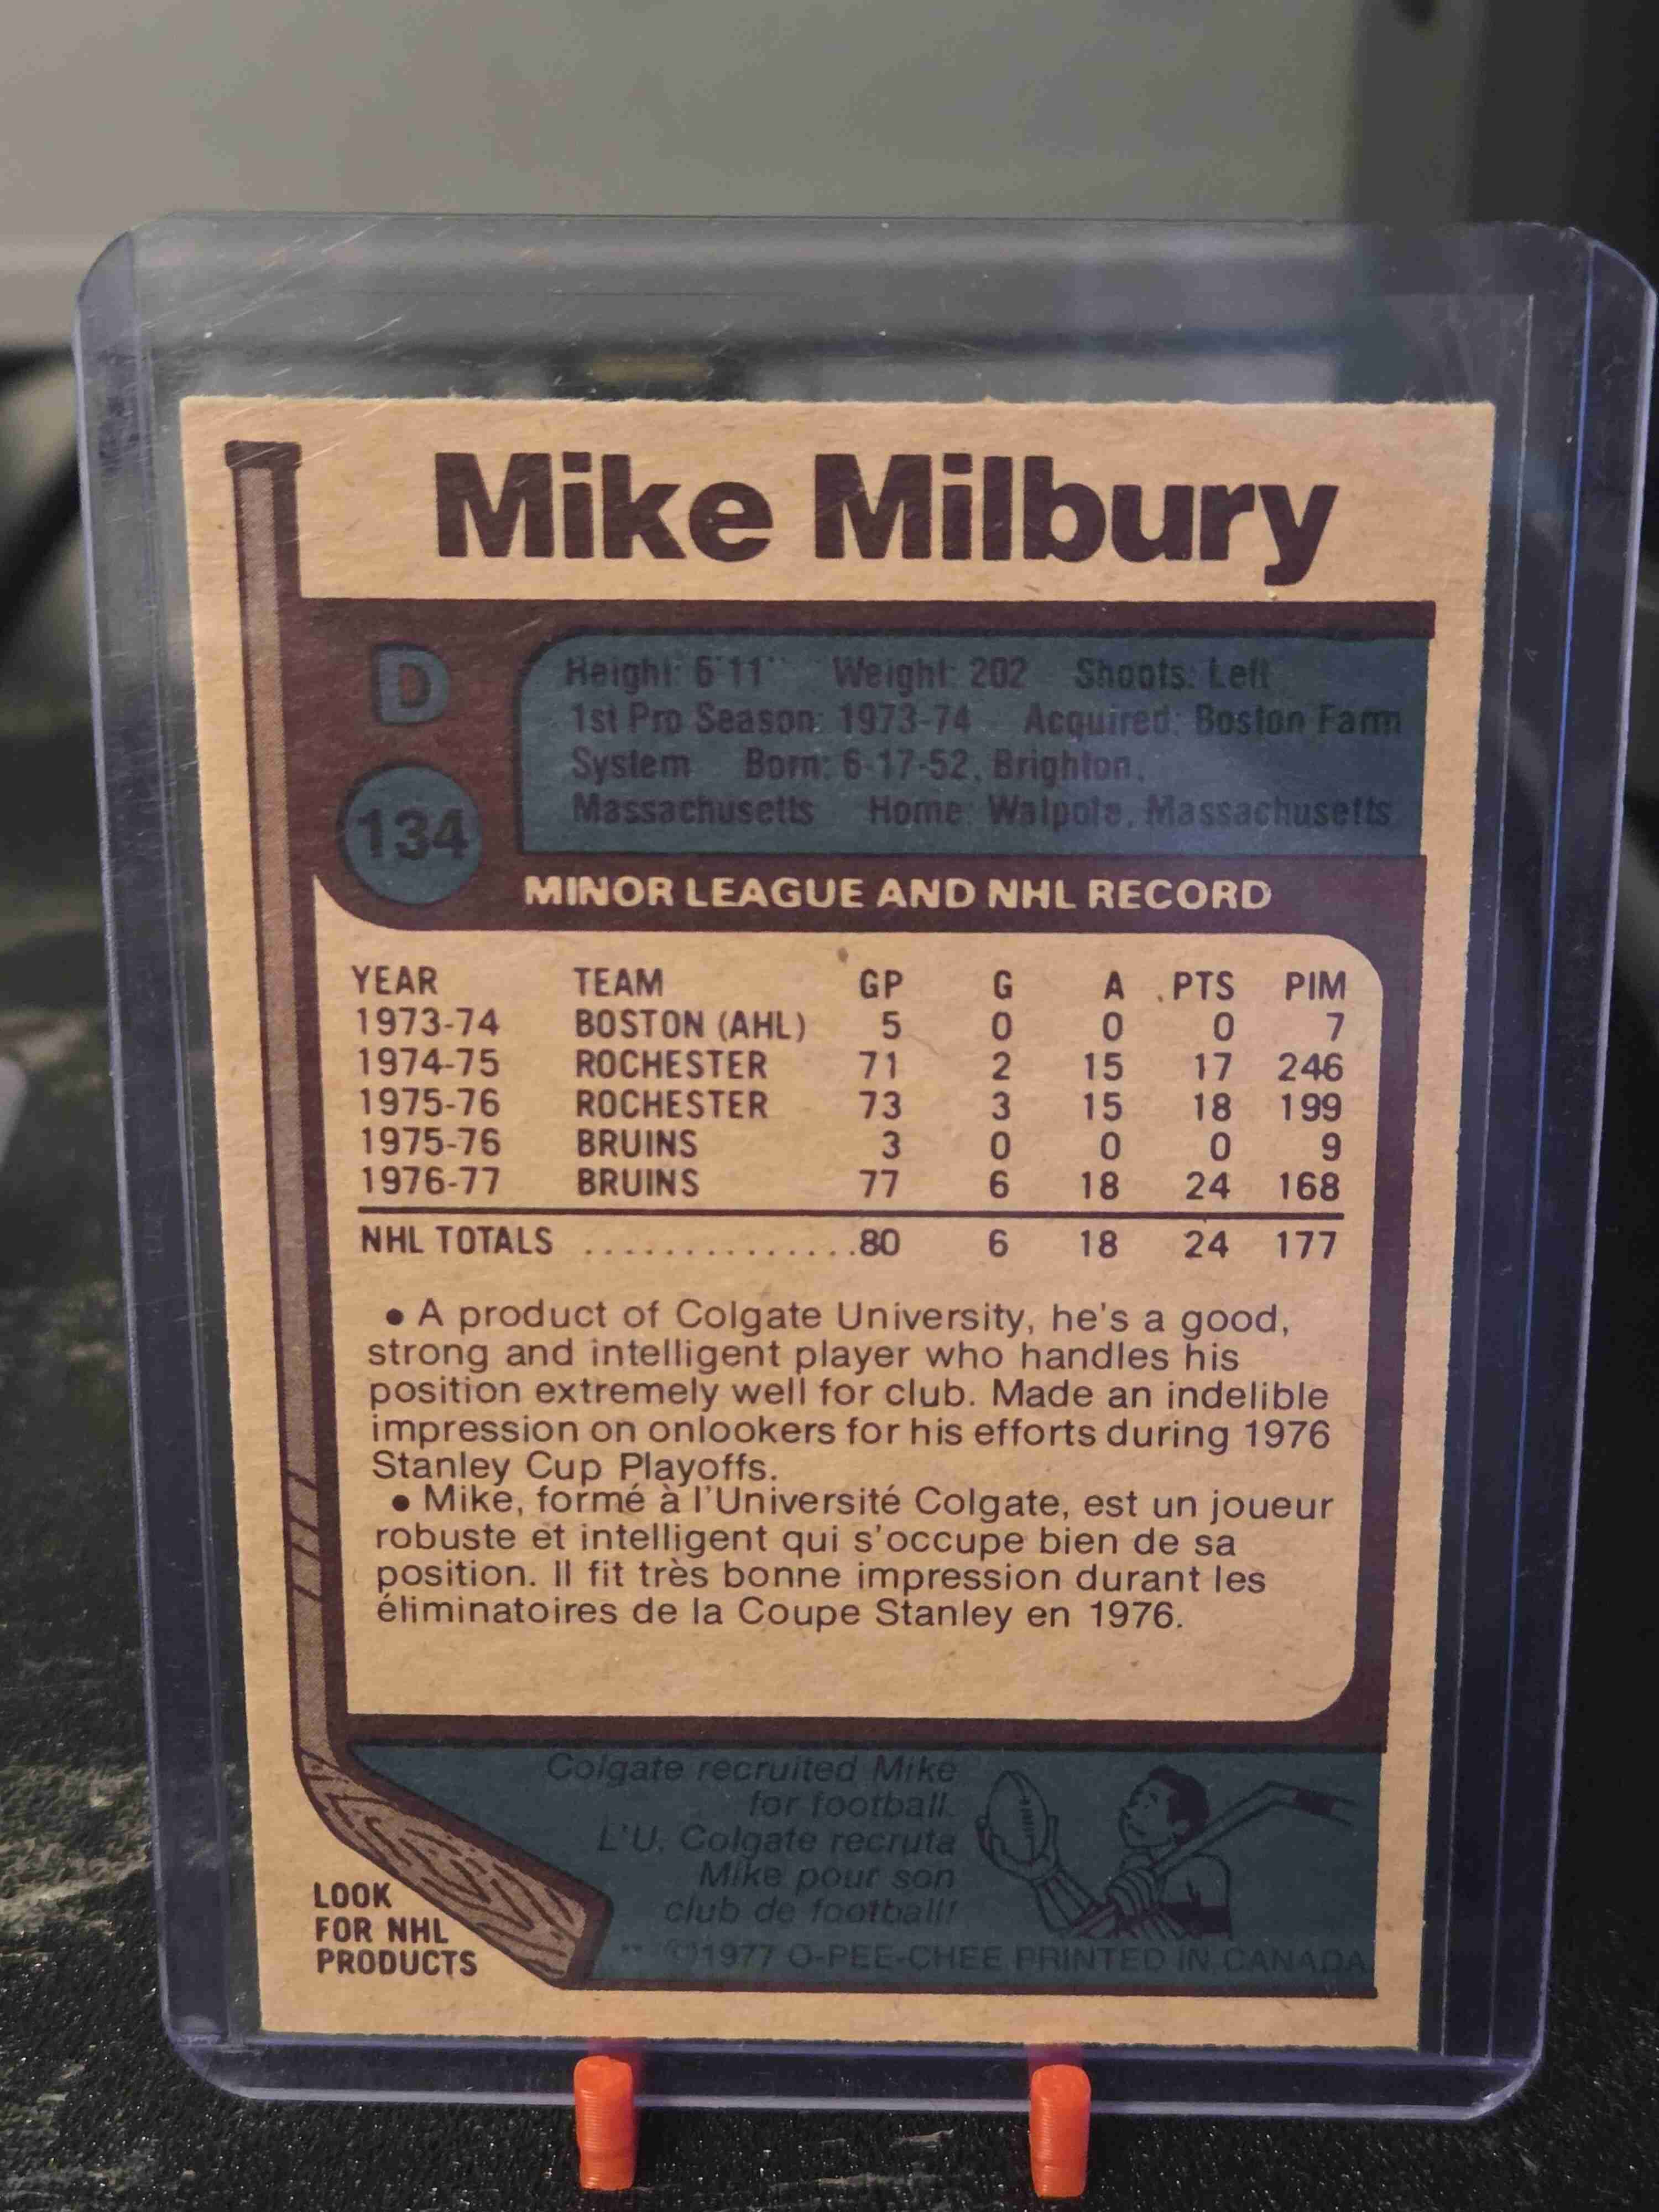 Mike Milbury
D
134
Height: 6'11'' Weight: 202 Shoots: Left
1st Pro Season: 1973-74 Acquired: Boston Farm
System Born: 6-17-52, Brighton,
Massachusetts Home: Walpole, Massachusetts
MINOR LEAGUE AND NHL RECORD
YEAR TEAM GP G A PTS PIM
1973-74 BOSTON (AHL) 5 0 0 0 7
1974-75 ROCHESTER 71 2 15 17 246
1975-76 ROCHESTER 73 3 15 18 199
1975-76 BRUINS 3 0 0 0 9
1976-77 BRUINS 77 6 18 24 168
NHL TOTALS ..............80 6 18 24 177
• A product of Colgate University, he's a good,
strong and intelligent player who handles his
position extremely well for club. Made an indelible
impression on onlookers for his efforts during 1976
Stanley Cup Playoffs.
• Mike, formé à l'Université Colgate, est un joueur
robuste et intelligent qui s'occupe bien de sa
position. Il fit très bonne impression durant les
éliminatoires de la Coupe Stanley en 1976.
Colgate recruited Mike
for football.
L'U. Colgate recruta
Mike pour son
club de football!
LOOK
FOR NHL
PRODUCTS
** ©1977 O-PEE-CHEE PRINTED IN CANADA